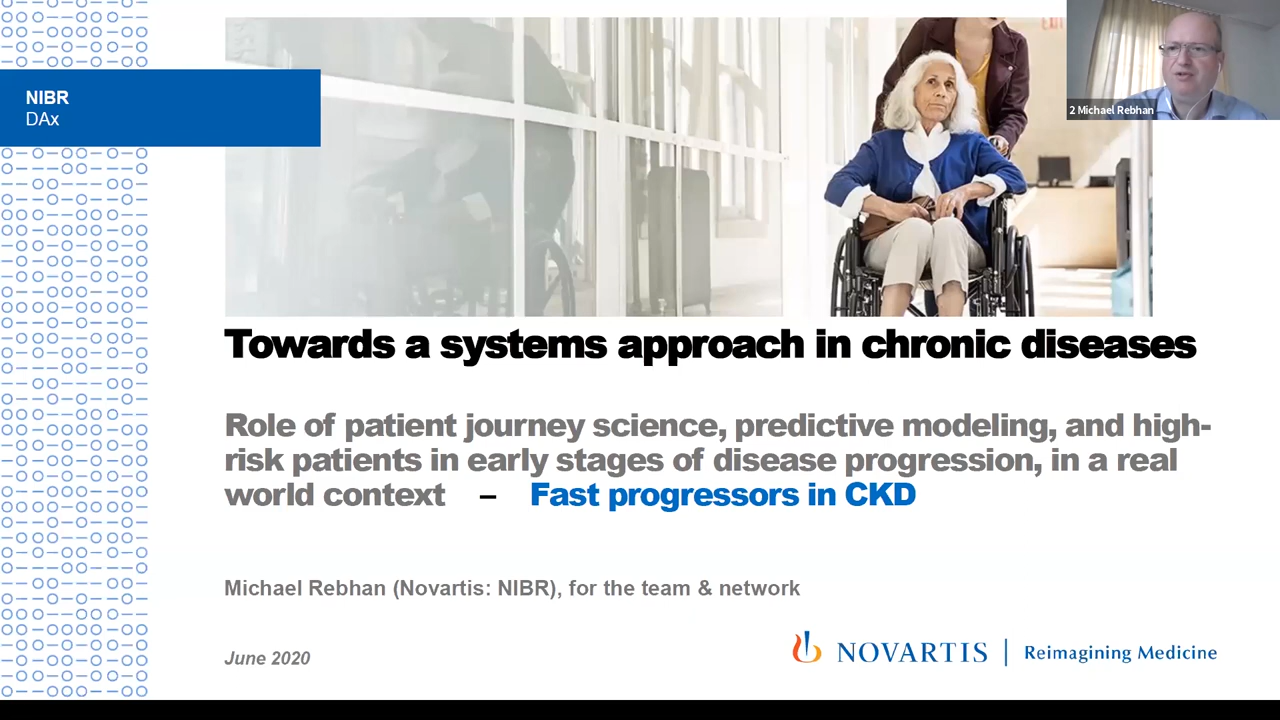 NIBR
DAx
EXIT
2 Michael Rebhan
Towards a systems approach in chronic diseases
Role of patient journey science, predictive modeling, and high-
risk patients in early stages of disease progression, in a real
world context – Fast progressors in CKD
Michael Rebhan (Novartis: NIBR), for the team & network
June 2020
NOVARTIS | Reimagining Medicine